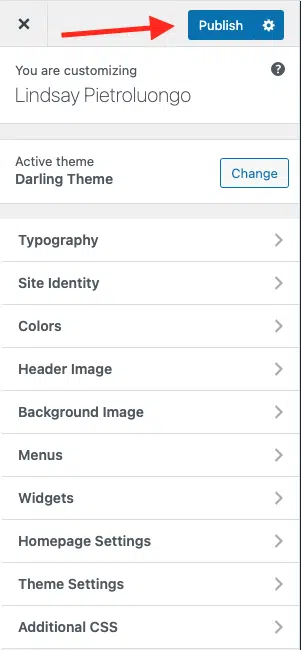 Publish
You are customizing
Lindsay Pietroluongo
Active theme
Darling Theme
Change
Typography
Site Identity
Colors
Header Image
Background Image
Menus
Widgets
Homepage Settings
Theme Settings
Additional CSS